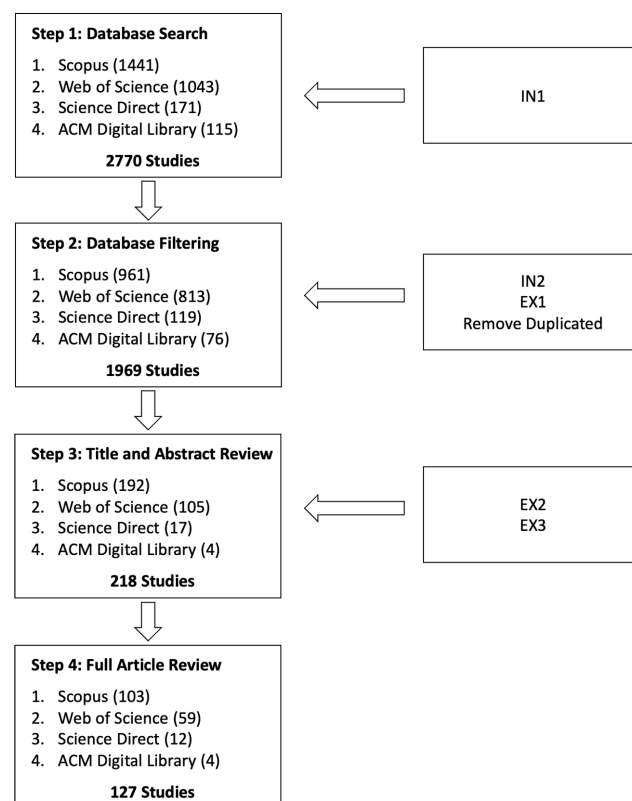 Step 1: Database Search
1. Scopus (1441)
2. Web of Science (1043)
3. Science Direct (171)
4. ACM Digital Library (115)
2770 Studies
IN1
Step 2: Database Filtering
1. Scopus (961)
2. Web of Science (813)
3. Science Direct (119)
4. ACM Digital Library (76)
1969 Studies
IN2
EX1
Remove Duplicated
Step 3: Title and Abstract Review
1. Scopus (192)
2. Web of Science (105)
3. Science Direct (17)
4. ACM Digital Library (4)
218 Studies
EX2
EX3
Step 4: Full Article Review
1. Scopus (103)
2. Web of Science (59)
3. Science Direct (12)
4. ACM Digital Library (4)
127 Studies